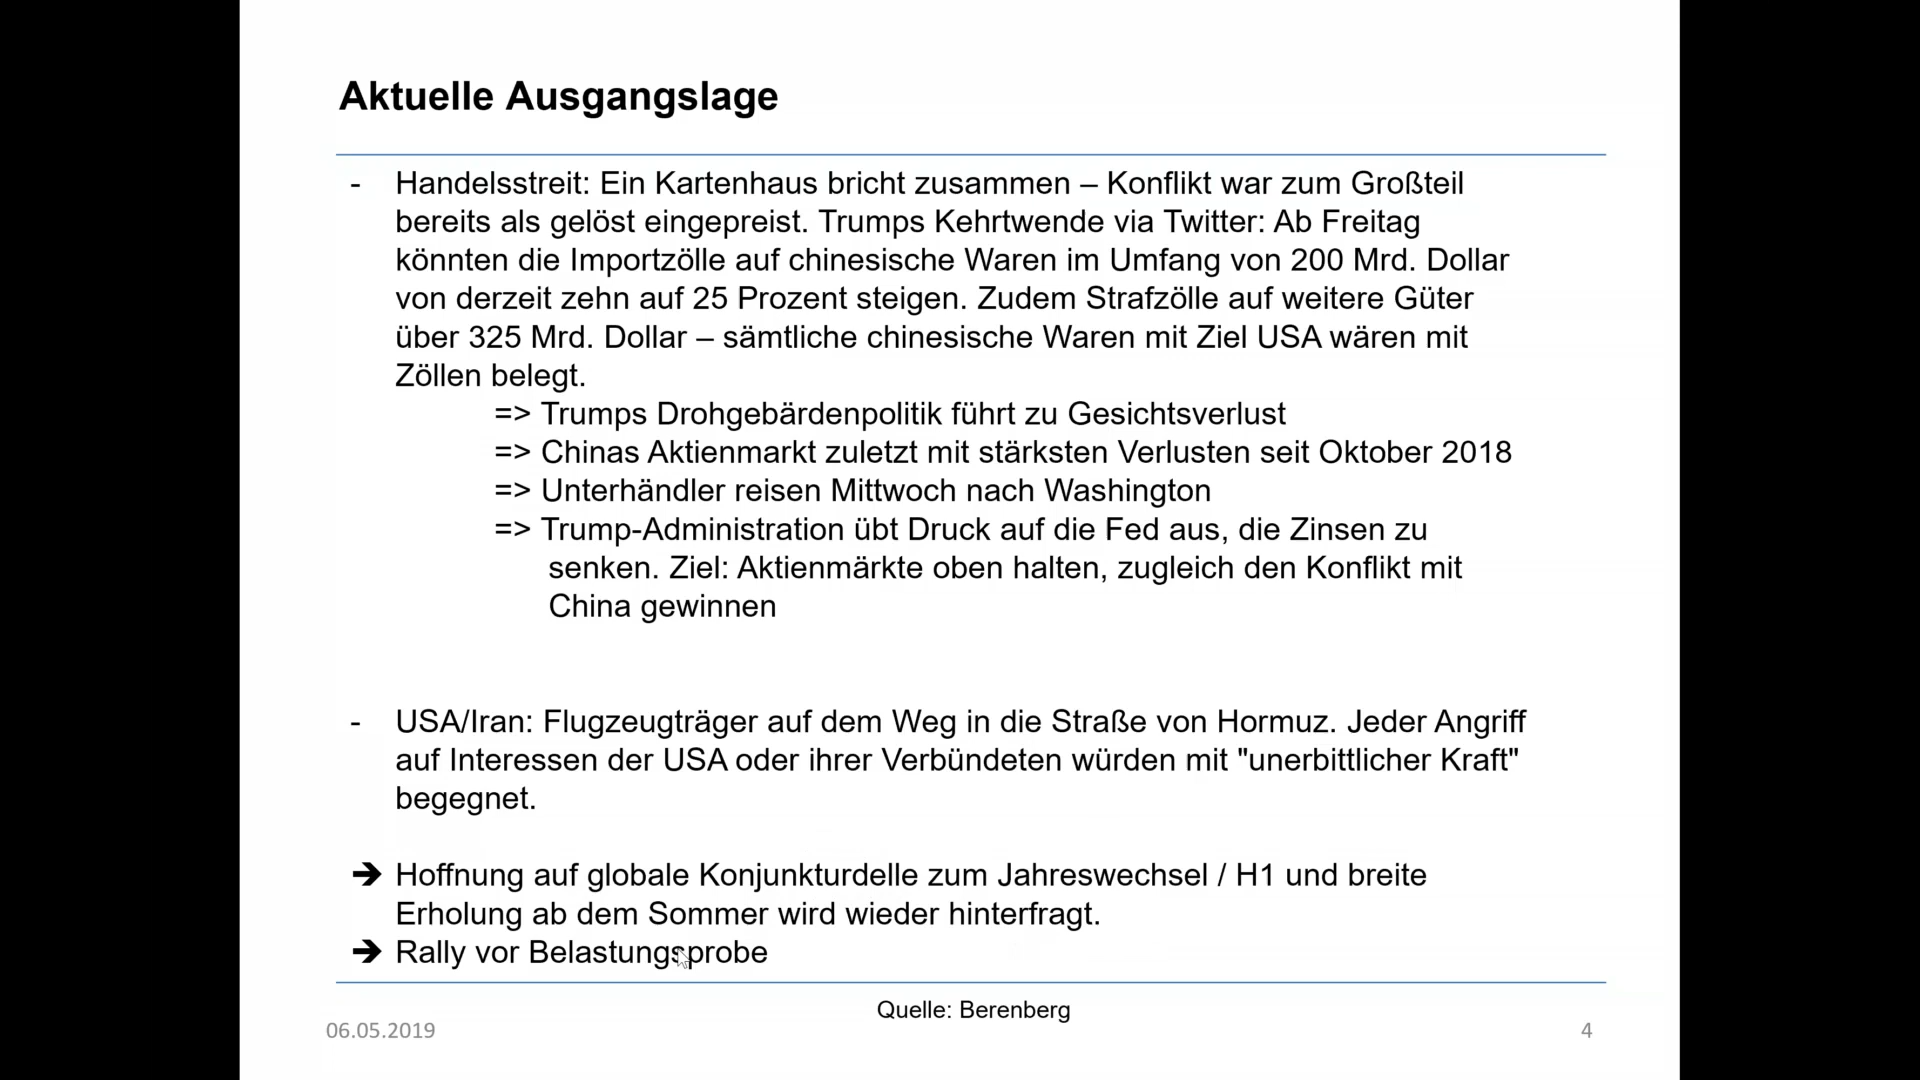 Aktuelle Ausgangslage
- Handelsstreit: Ein Kartenhaus bricht zusammen – Konflikt war zum Großteil
bereits als gelöst eingepreist. Trumps Kehrtwende via Twitter: Ab Freitag
könnten die Importzölle auf chinesische Waren im Umfang von 200 Mrd. Dollar
von derzeit zehn auf 25 Prozent steigen. Zudem Strafzölle auf weitere Güter
über 325 Mrd. Dollar – sämtliche chinesische Waren mit Ziel USA wären mit
Zöllen belegt.
=> Trumps Drohgebärdenpolitik führt zu Gesichtsverlust
=> Chinas Aktienmarkt zuletzt mit stärksten Verlusten seit Oktober 2018
=> Unterhändler reisen Mittwoch nach Washington
=> Trump-Administration übt Druck auf die Fed aus, die Zinsen zu
senken. Ziel: Aktienmärkte oben halten, zugleich den Konflikt mit
China gewinnen
- USA/Iran: Flugzeugträger auf dem Weg in die Straße von Hormuz. Jeder Angriff
auf Interessen der USA oder ihrer Verbündeten würden mit "unerbittlicher Kraft"
begegnet.
➔ Hoffnung auf globale Konjunkturdelle zum Jahreswechsel / H1 und breite
Erholung ab dem Sommer wird wieder hinterfragt.
➔ Rally vor Belastungsprobe
Quelle: Berenberg
06.05.2019
4